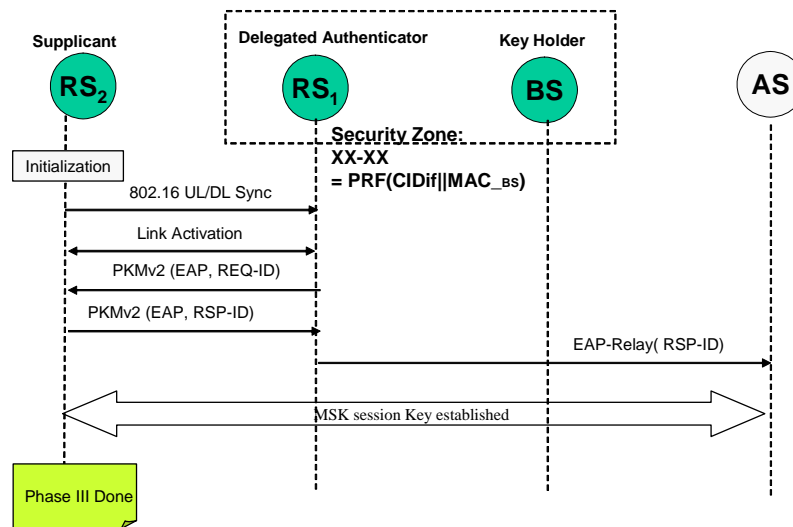 Supplicant
Delegated Authenticator
Key Holder
RS2
RS1
BS
AS
Security Zone:
XX-XX
= PRF(CIDif||MAC_BS)
Initialization
802.16 UL/DL Sync
Link Activation
PKMv2 (EAP, REQ-ID)
PKMv2 (EAP, RSP-ID)
EAP-Relay( RSP-ID)
MSK session Key established
Phase III Done